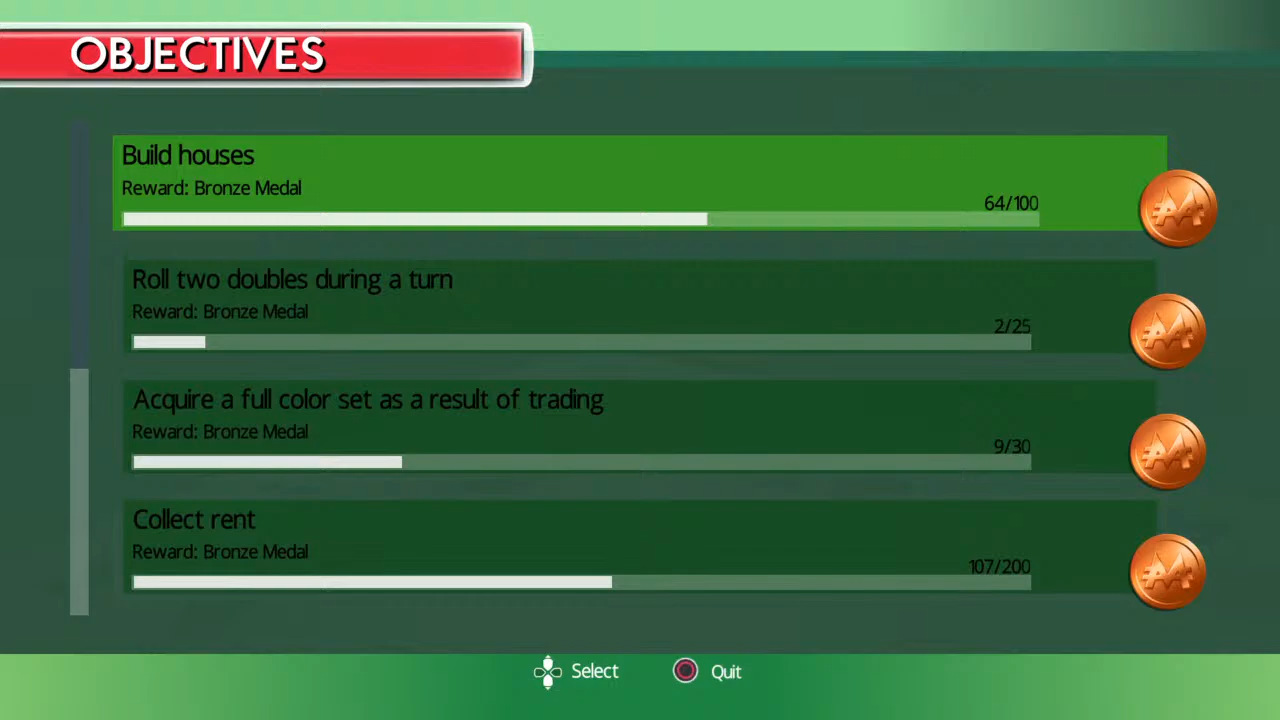 OBJECTIVES
Build houses
Reward: Bronze Medal
64/100
Roll two doubles during a turn
Reward: Bronze Medal
2/25
Acquire a full color set as a result of trading
Reward: Bronze Medal
9/30
Collect rent
Reward: Bronze Medal
107/200
Select
Quit